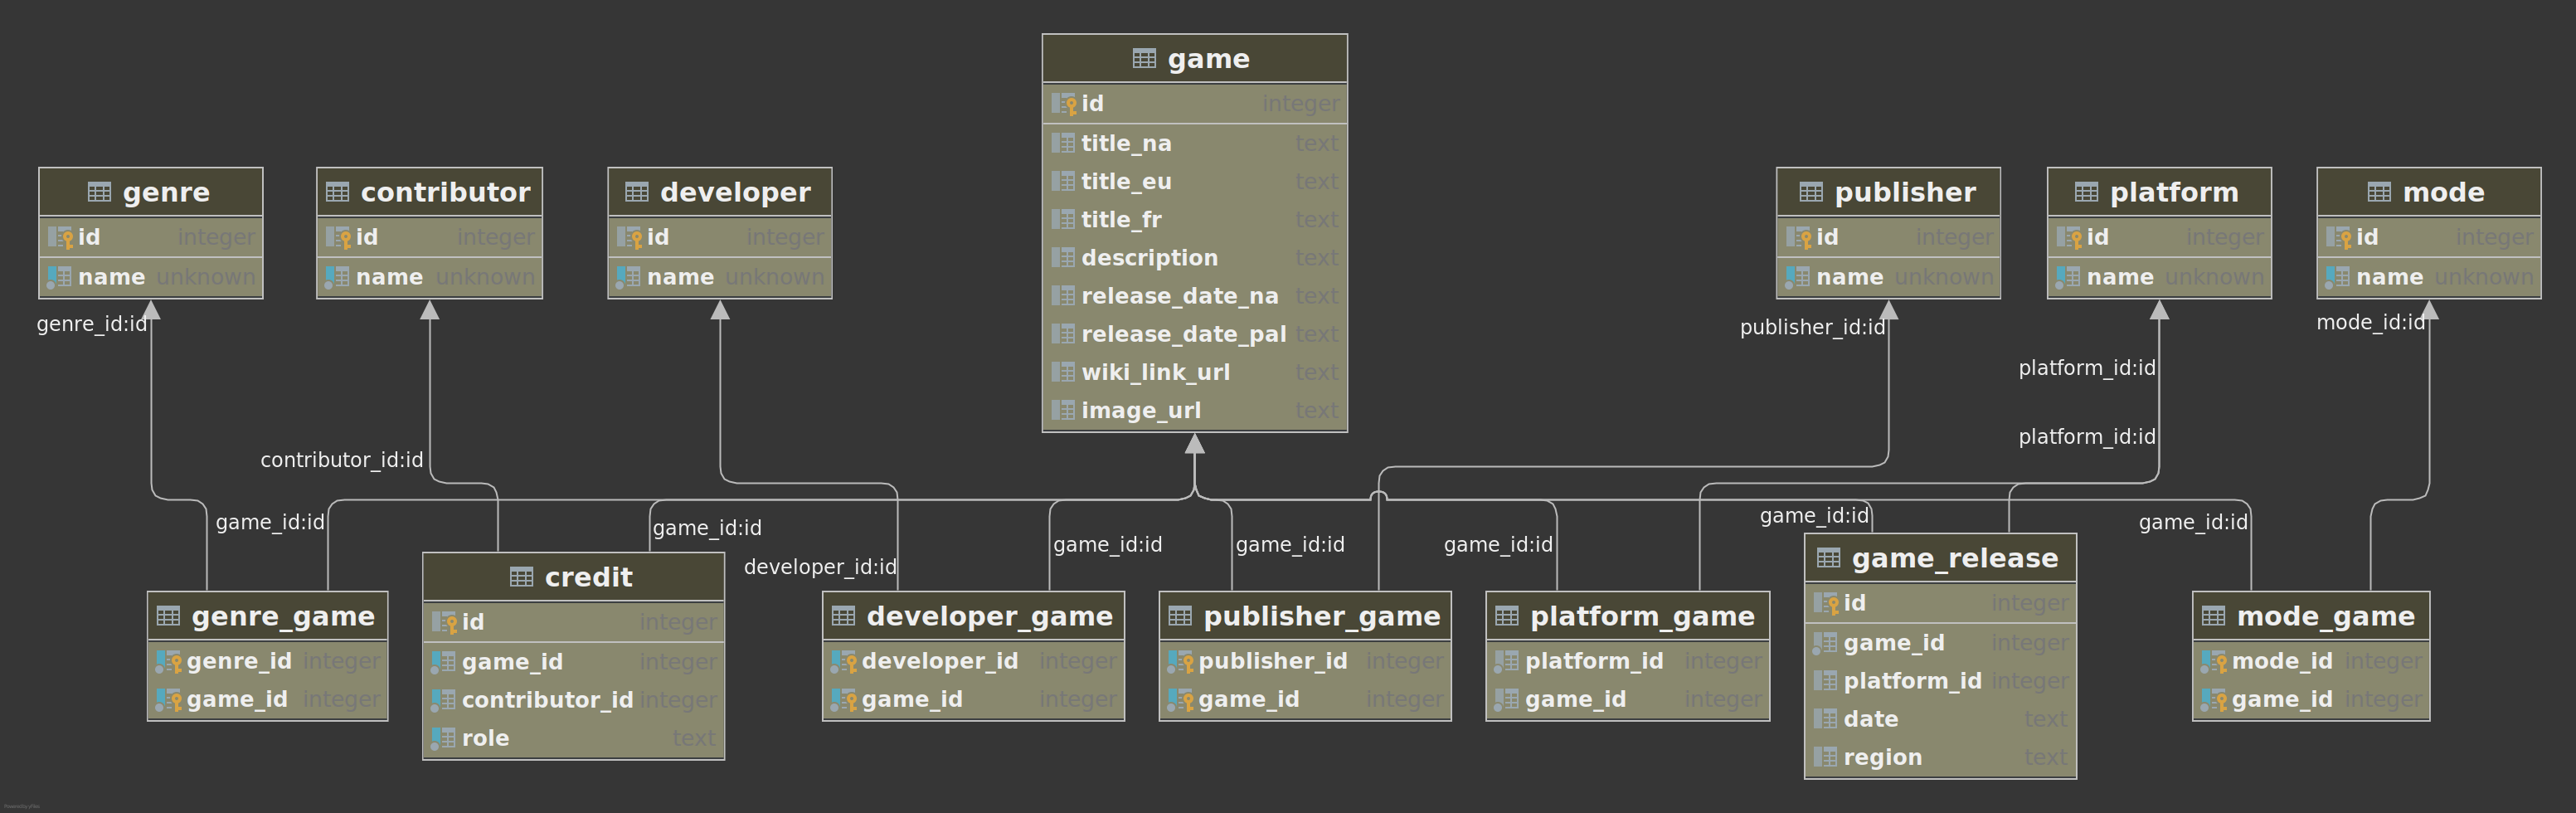 game
id integer
title_na text
title_eu text
title_fr text
description text
release_date_na text
release_date_pal text
wiki_link_url text
image_url text
genre
id integer
name unknown
contributor
id integer
name unknown
developer
id integer
name unknown
publisher
id integer
name unknown
platform
id integer
name unknown
mode
id integer
name unknown
genre_id:id
contributor_id:id
publisher_id:id
platform_id:id
platform_id:id
mode_id:id
game_id:id
game_id:id
developer_id:id
game_id:id
game_id:id
game_id:id
game_id:id
game_id:id
genre_game
genre_id integer
game_id integer
credit
id integer
game_id integer
contributor_id integer
role text
developer_game
developer_id integer
game_id integer
publisher_game
publisher_id integer
game_id integer
platform_game
platform_id integer
game_id integer
game_release
id integer
game_id integer
platform_id integer
date text
region text
mode_game
mode_id integer
game_id integer